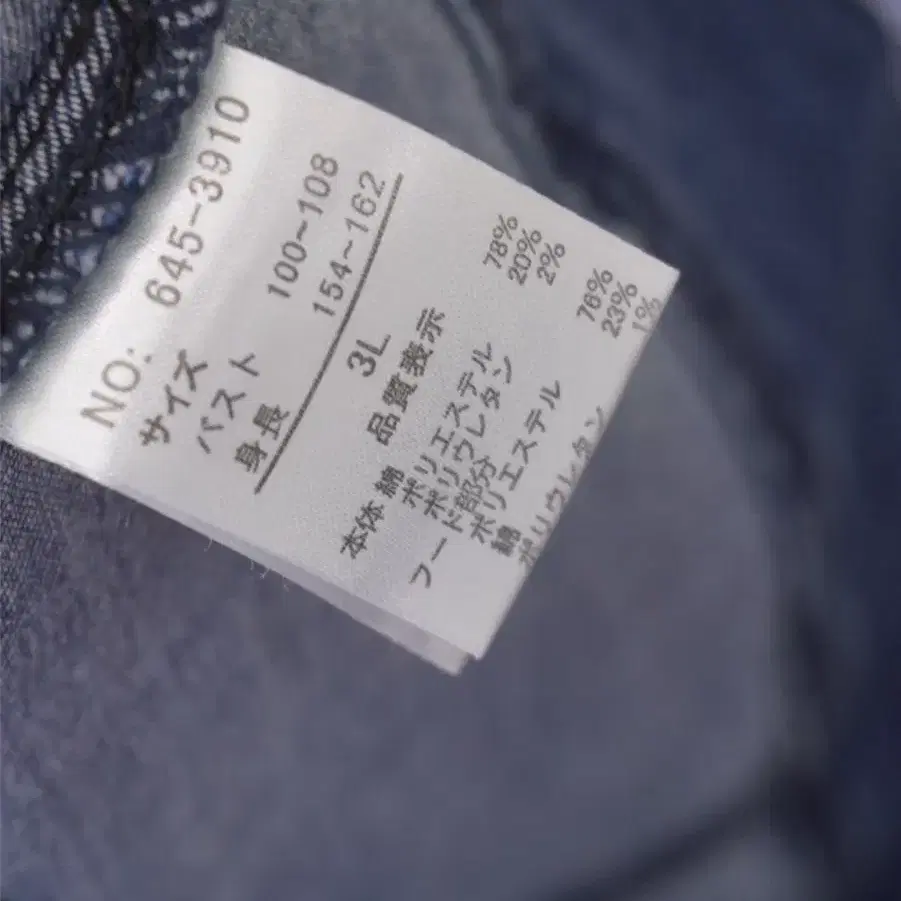 NO: 645-3910
サイズ
バスト 100~108
身長 154~162
3L
品質表示
本体 綿 78%
ポリエステル 20%
ポリウレタン 2%
フード部分
ポリエステル 76%
綿 23%
ポリウレタン 1%